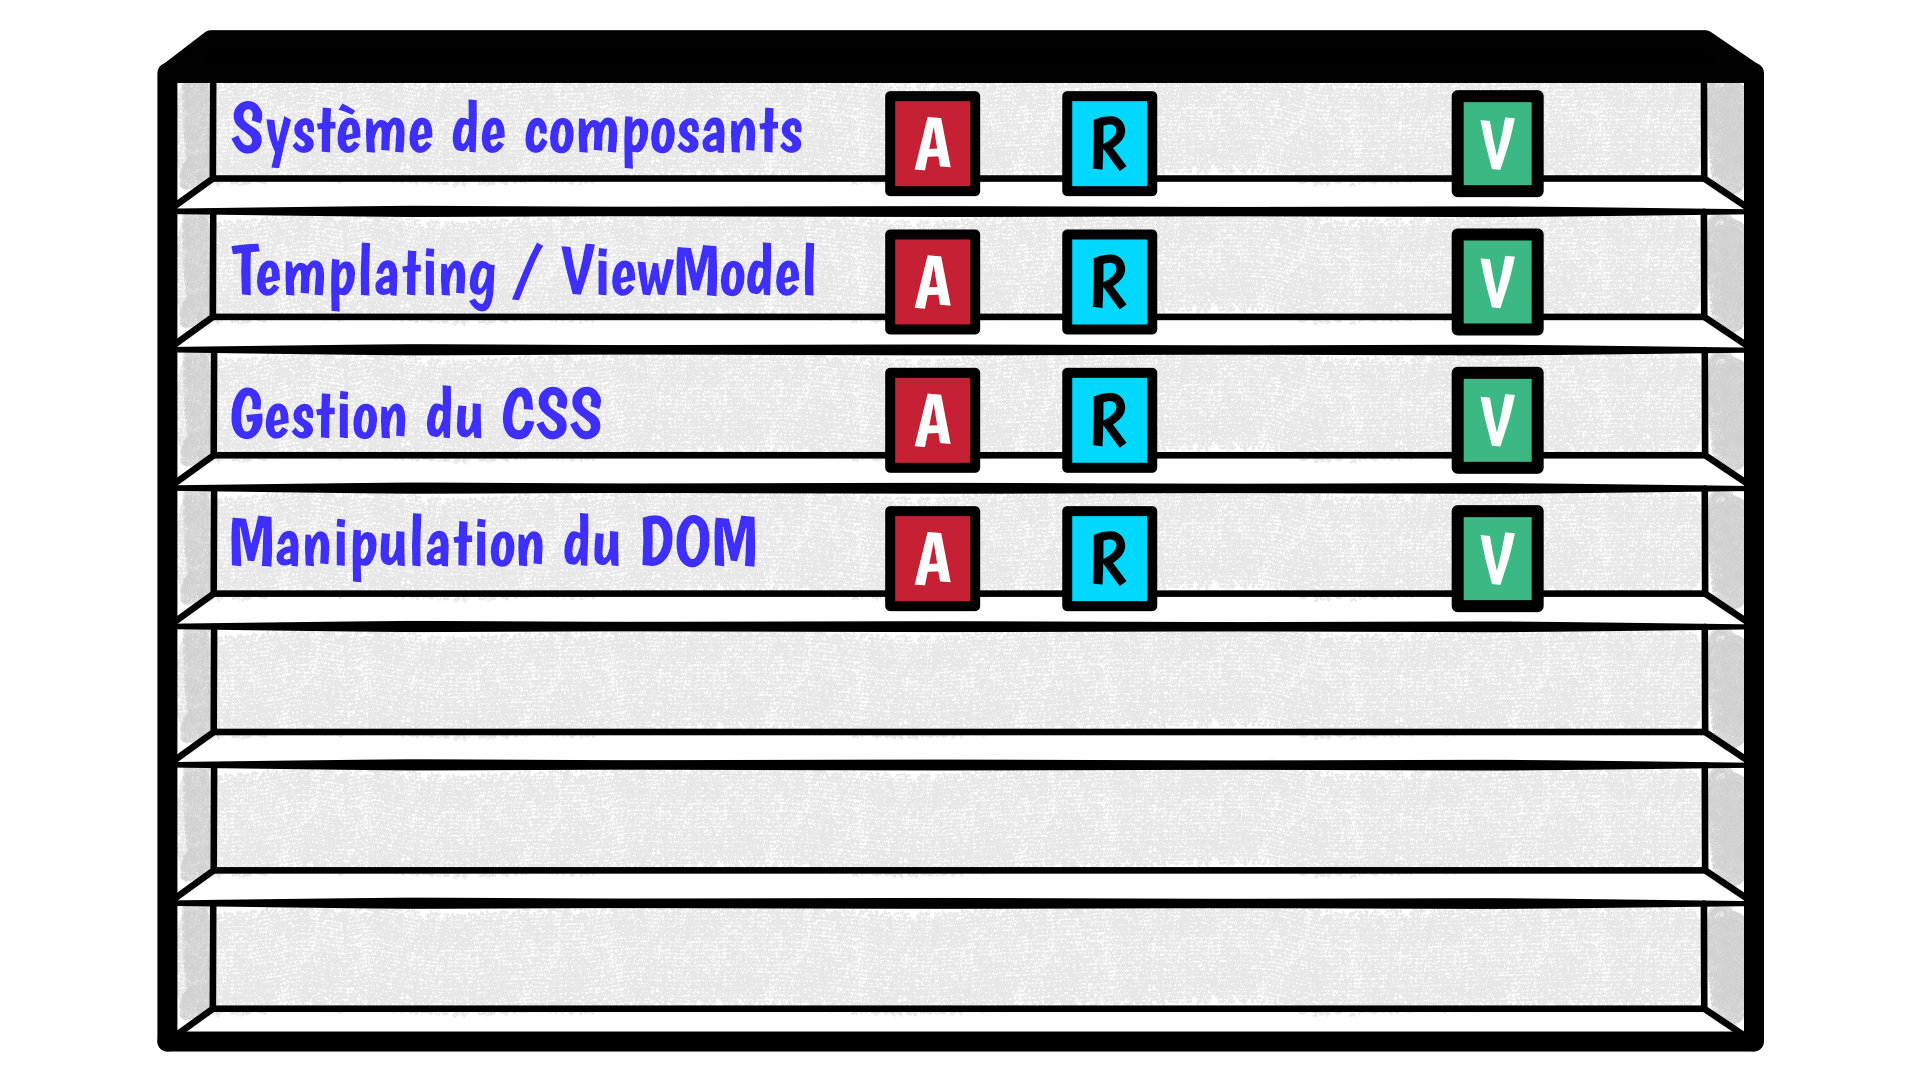 Système de composants A R V
Templating / ViewModel A R V
Gestion du CSS A R V
Manipulation du DOM A R V